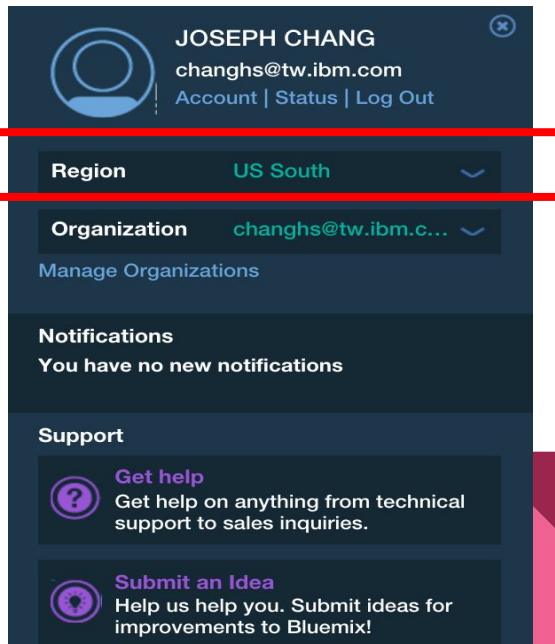 JOSEPH CHANG
changhs@tw.ibm.com
Account | Status | Log Out
Region US South
Organization changhs@tw.ibm.c...
Manage Organizations
Notifications
You have no new notifications
Support
Get help
Get help on anything from technical
support to sales inquiries.
Submit an Idea
Help us help you. Submit ideas for
improvements to Bluemix!